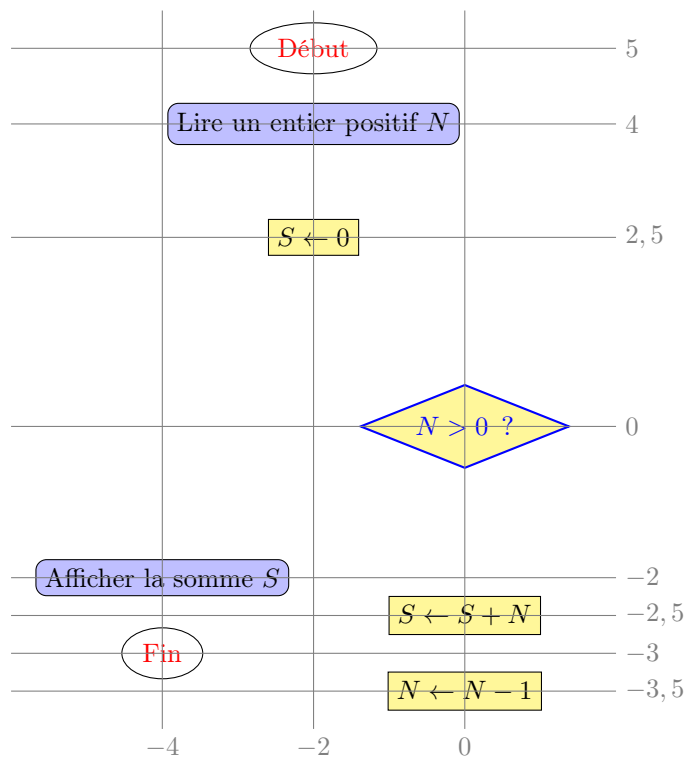 Début 5
Lire un entier positif N 4
S ← 0 2,5
N > 0 ? 0
Afficher la somme S −2
S ← S + N −2,5
Fin −3
N ← N − 1 −3,5
−4 −2 0